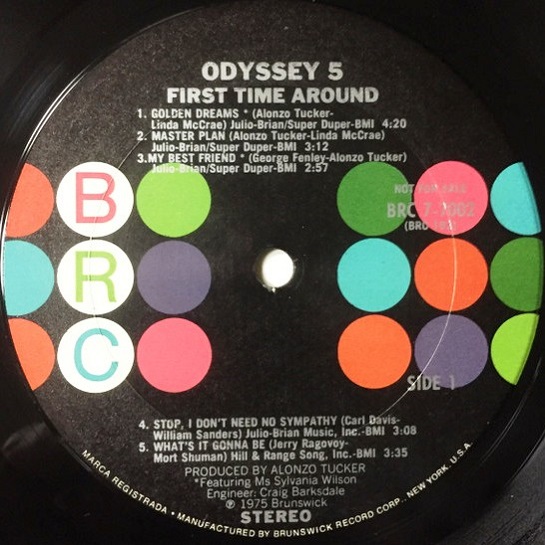 ODYSSEY 5
FIRST TIME AROUND
1. GOLDEN DREAMS * (Alonzo Tucker-
Linda McCrae) Julio-Brian/Super Duper-BMI 4:20
2. MASTER PLAN (Alonzo Tucker-Linda McCrae)
Julio-Brian/Super Duper-BMI 3:12
3.MY BEST FRIEND * (George Fenley-Alonzo Tucker)
Julio-Brian/Super Duper-BMI 2:57
B
R
C
NOT FOR SALE
BRC 7-7002
SIDE 1
4. STOP, I DON'T NEED NO SYMPATHY (Carl Davis-
William Sanders) Julio-Brian Music, Inc.-BMI 3:08
5. WHAT'S IT GONNA BE (Jerry Ragovoy-
Mort Shuman) Hill & Range Song, Inc.-BMI 3:35
PRODUCED BY ALONZO TUCKER
*Featuring Ms Sylvania Wilson
Engineer: Craig Barksdale
℗ 1975 Brunswick
STEREO
MARCA REGISTRADA • MANUFACTURED BY BRUNSWICK RECORD CORP., NEW YORK, U.S.A.